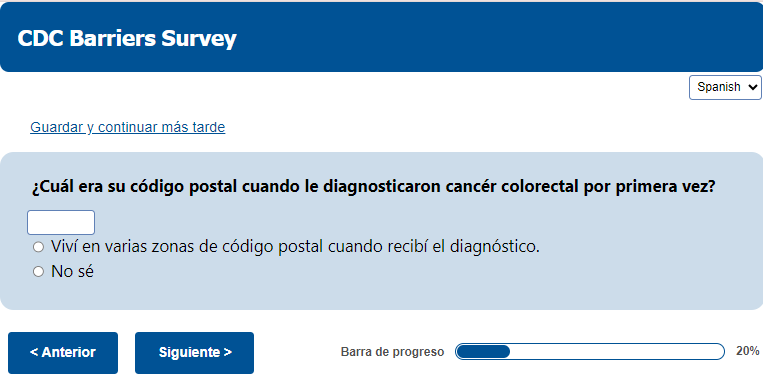 CDC Barriers Survey
Spanish
Guardar y continuar más tarde
¿Cuál era su código postal cuando le diagnosticaron cancér colorectal por primera vez?
Viví en varias zonas de código postal cuando recibí el diagnóstico.
No sé
< Anterior
Siguiente >
Barra de progreso
20%